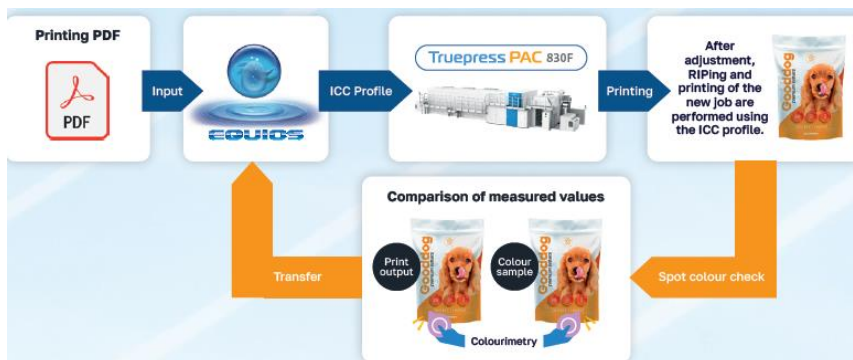 Printing PDF
PDF
Input
EQUIOS
ICC Profile
Truepress PAC 830F
Printing
After
adjustment,
RIPing and
printing of the
new job are
performed using
the ICC profile.
Gooddog
Comparison of measured values
Print
output
Gooddog
Colour
sample
Gooddog
Colourimetry
Transfer
Spot colour check